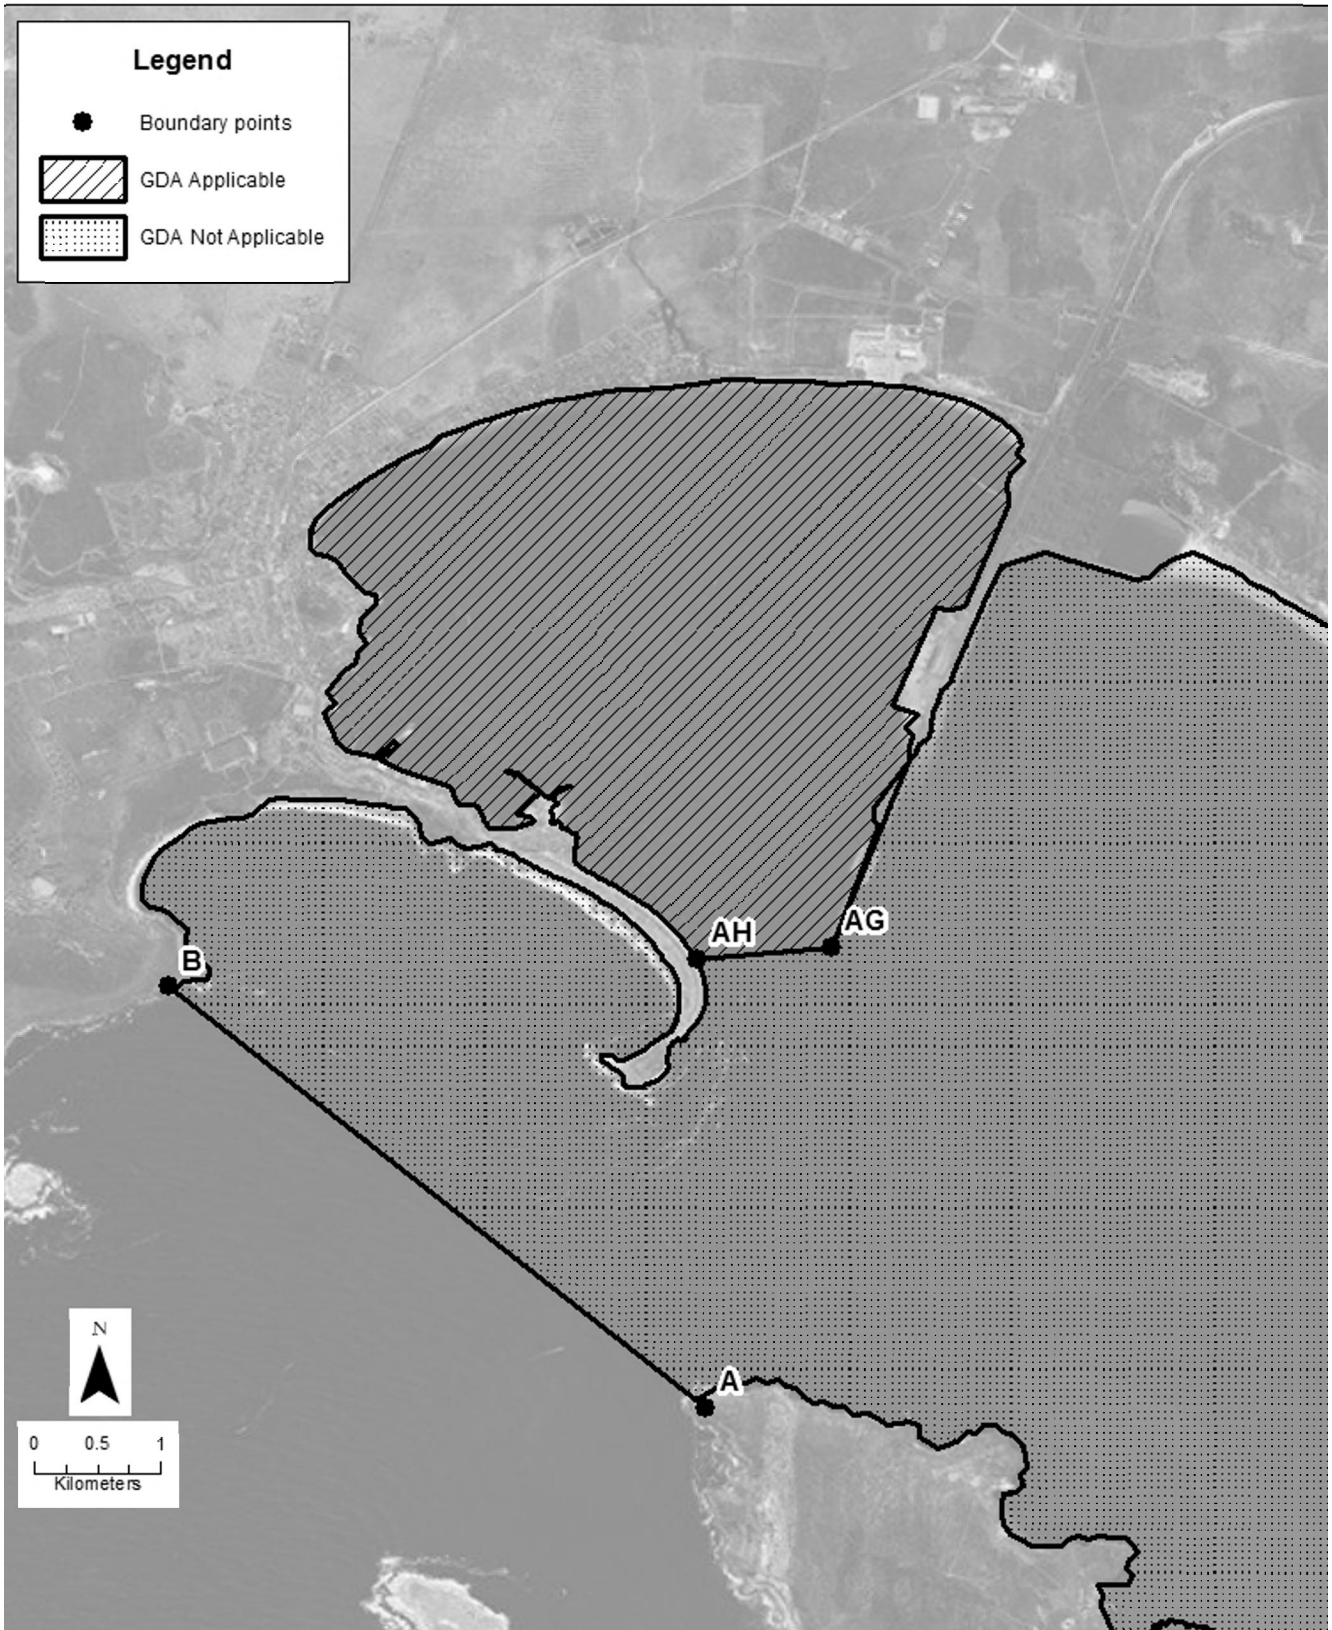 Legend
Boundary points
GDA Applicable
GDA Not Applicable
AH
AG
B
A
N
0 0.5 1
Kilometers